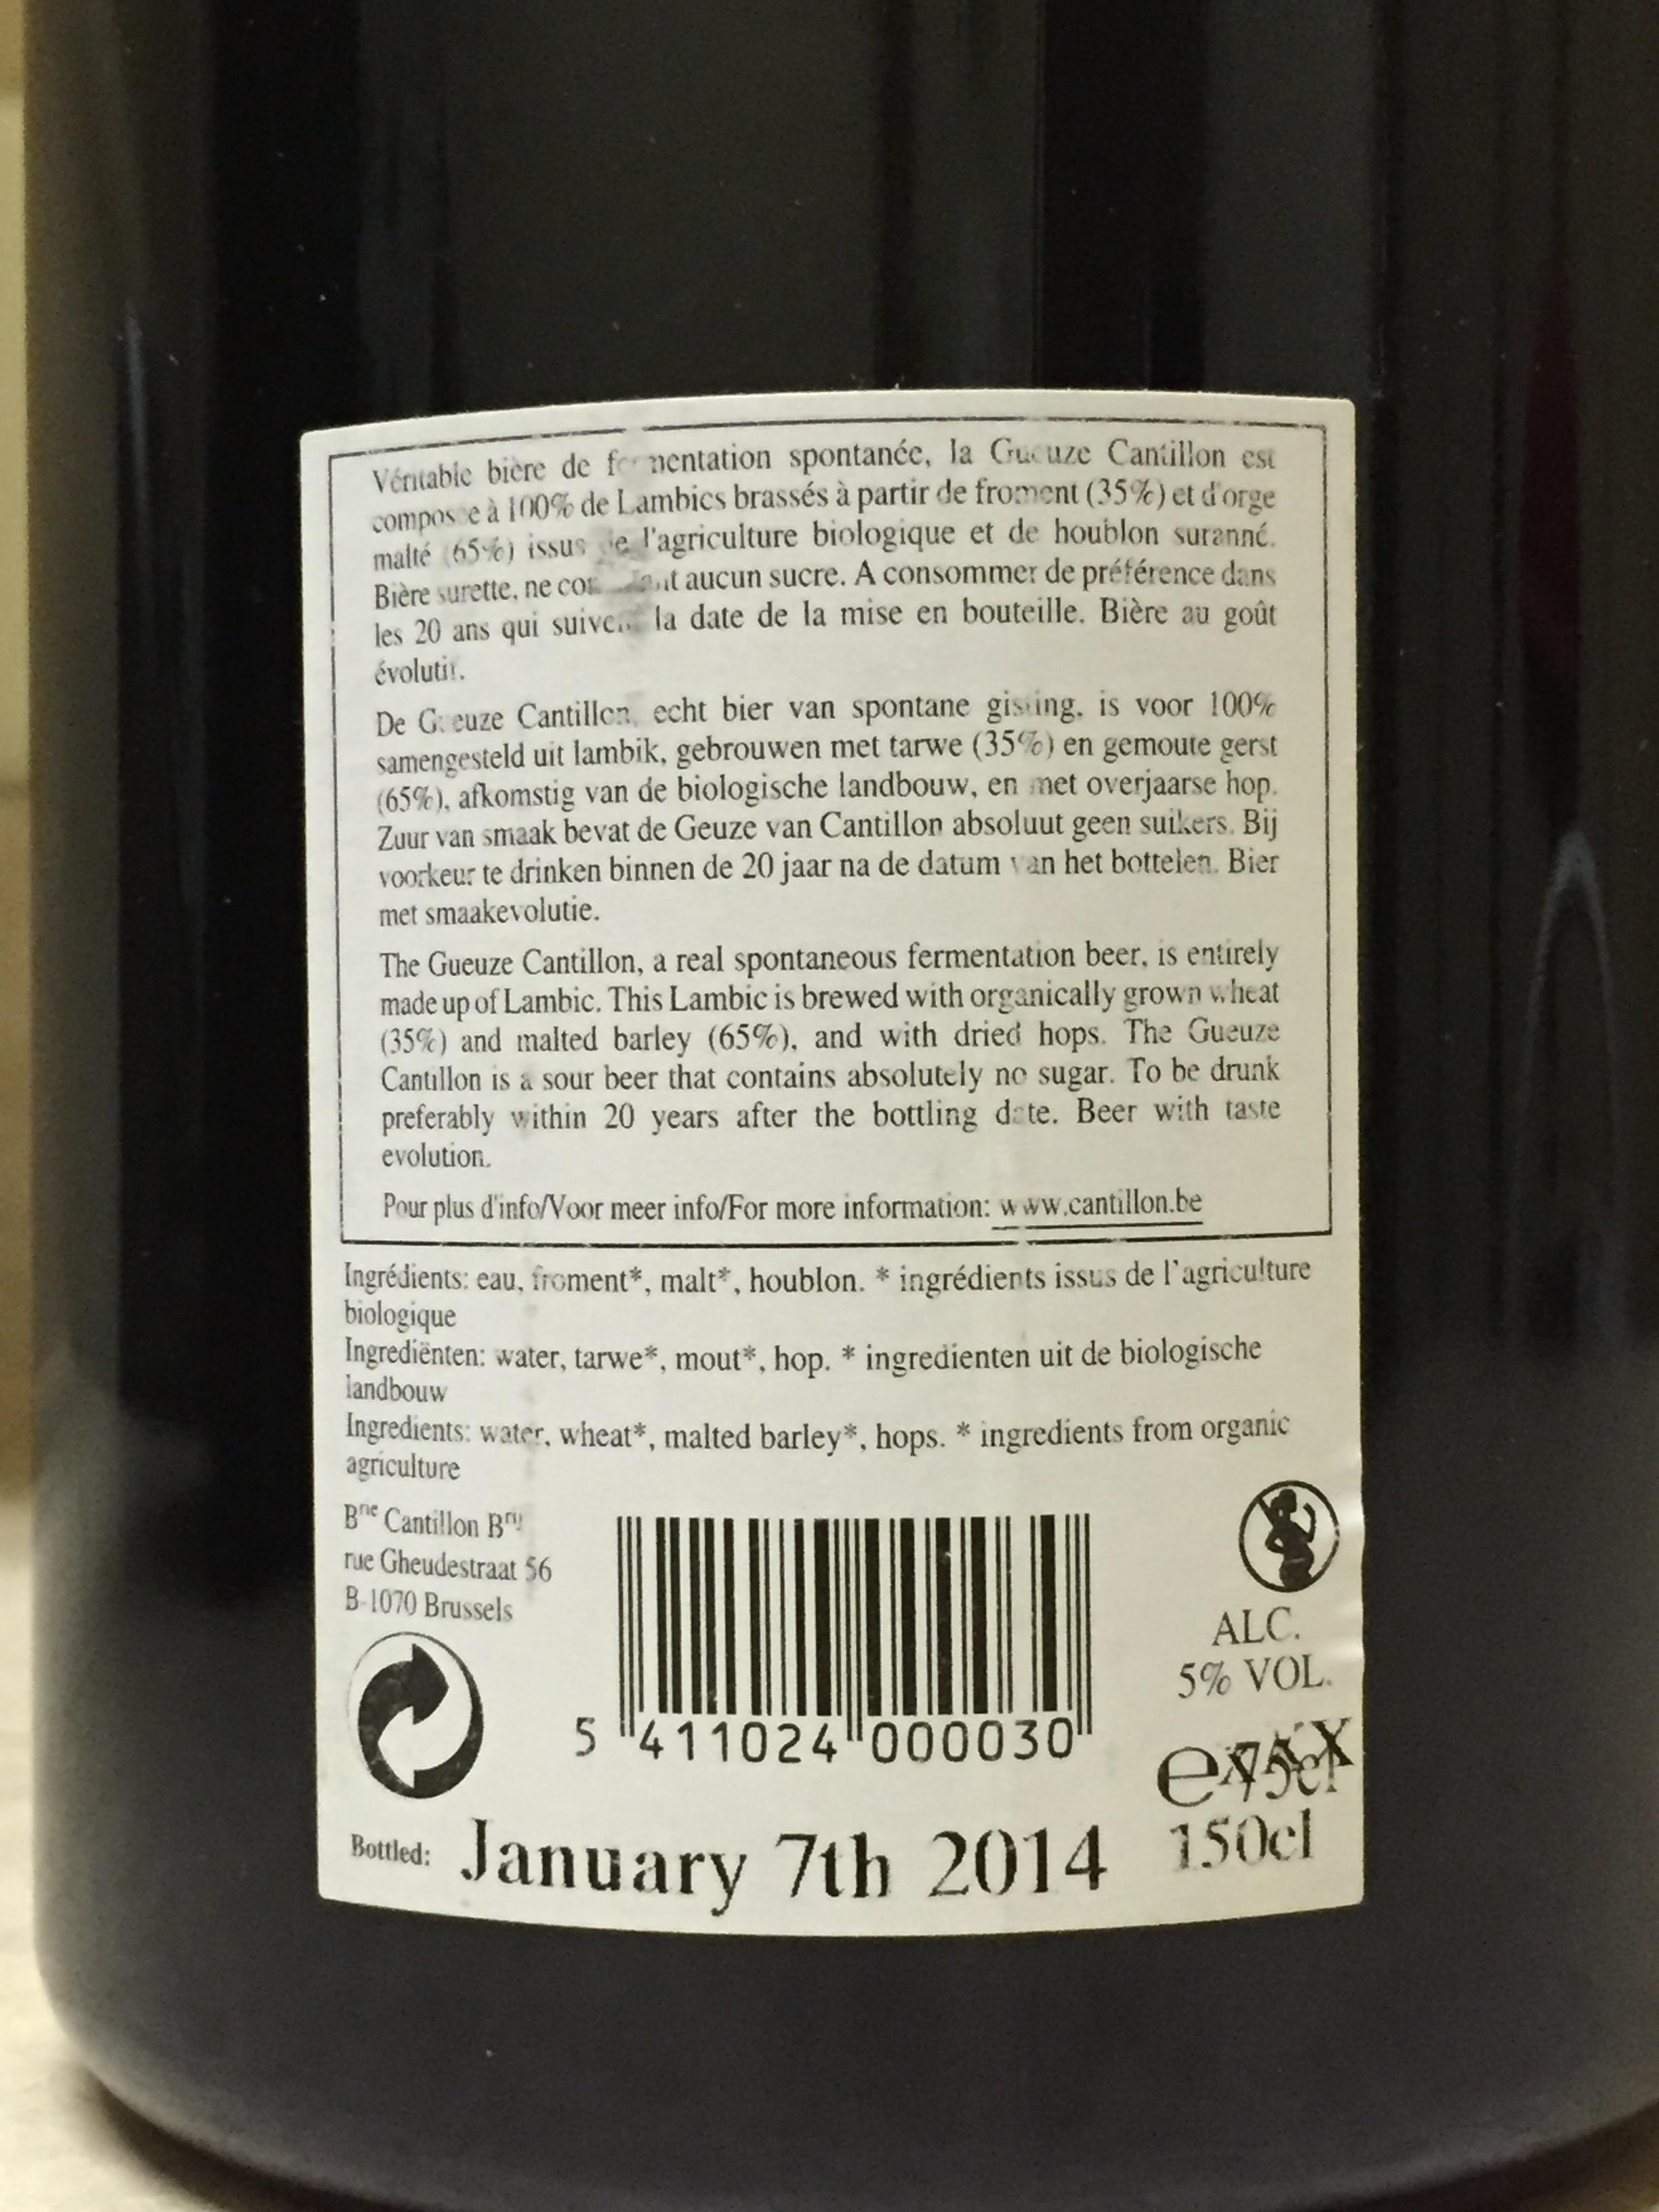 Véritable bière de fermentation spontanée, la Gueuze Cantillon est
composée à 100% de Lambics brassés à partir de froment (35%) et d'orge
malté (65%) issus de l'agriculture biologique et de houblon suranné.
Bière surette, ne contenant aucun sucre. A consommer de préférence dans
les 20 ans qui suivent la date de la mise en bouteille. Bière au goût
évolutif.
De Gueuze Cantillon, echt bier van spontane gisting, is voor 100%
samengesteld uit lambik, gebrouwen met tarwe (35%) en gemoute gerst
(65%), afkomstig van de biologische landbouw, en met overjaarse hop.
Zuur van smaak bevat de Geuze van Cantillon absoluut geen suikers. Bij
voorkeur te drinken binnen de 20 jaar na de datum van het bottelen. Bier
met smaakevolutie.
The Gueuze Cantillon, a real spontaneous fermentation beer, is entirely
made up of Lambic. This Lambic is brewed with organically grown wheat
(35%) and malted barley (65%), and with dried hops. The Gueuze
Cantillon is a sour beer that contains absolutely no sugar. To be drunk
preferably within 20 years after the bottling date. Beer with taste
evolution.
Pour plus d'info/Voor meer info/For more information: www.cantillon.be
Ingrédients: eau, froment*, malt*, houblon. * ingrédients issus de l'agriculture
biologique
Ingrediënten: water, tarwe*, mout*, hop. * ingredienten uit de biologische
landbouw
Ingredients: water, wheat*, malted barley*, hops. * ingredients from organic
agriculture
Brie Cantillon Brij
rue Gheudestraat 56
B-1070 Brussels
ALC.
5% VOL.
5 411024 000030
e 75cl
150cl
Bottled: January 7th 2014